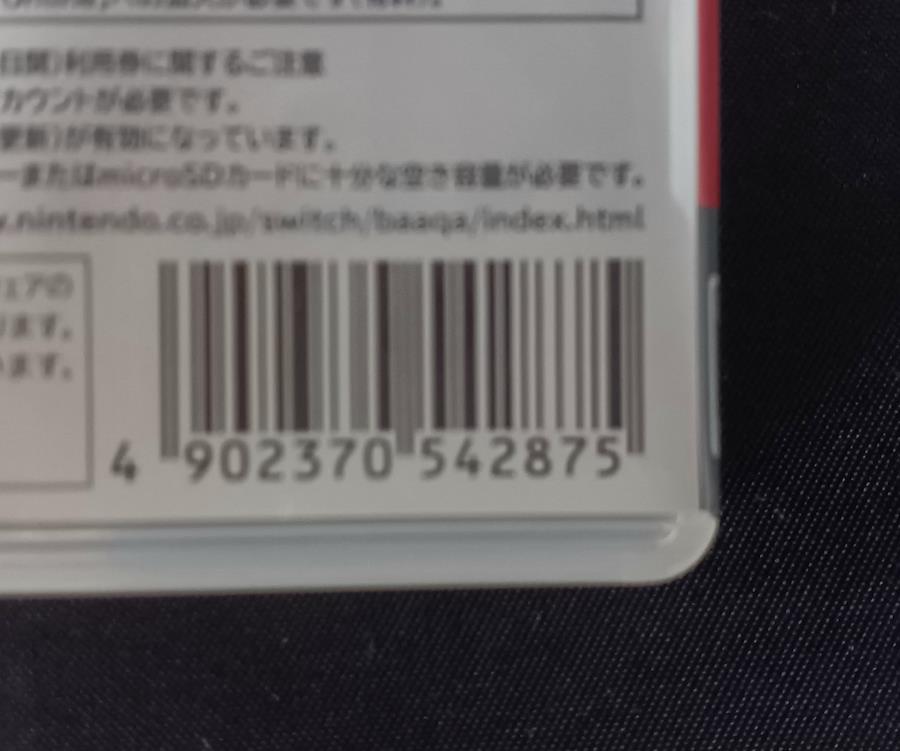 日間)利用券に関するご注意
カウントが必要です。
更新)が有効になっています。
ーまたはmicroSDカードに十分な空き容量が必要です。
.nintendo.co.jp/switch/baaqa/index.html
ェアの
ます。
います。
4 902370 542875